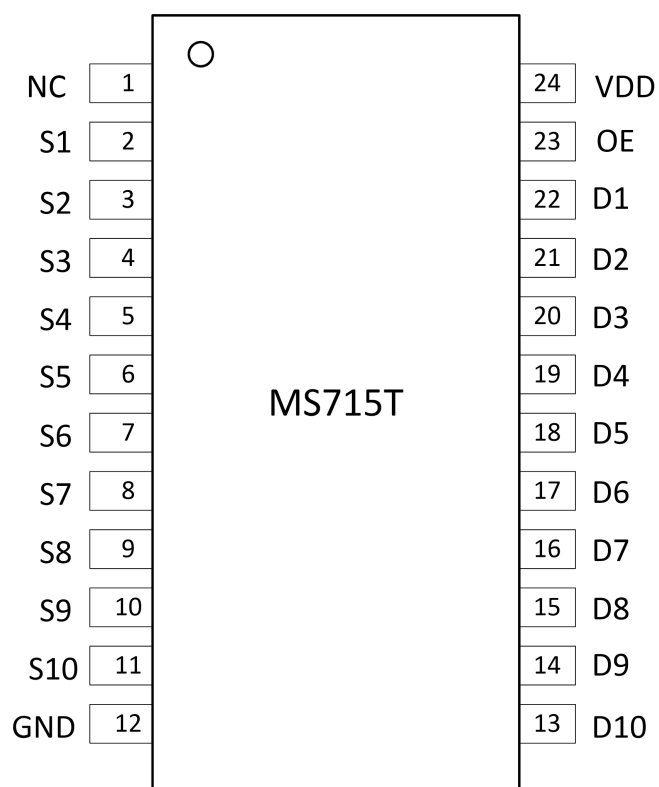 NC 1 24 VDD
S1 2 23 OE
S2 3 22 D1
S3 4 21 D2
S4 5 20 D3
S5 6 19 D4
MS715T
S6 7 18 D5
S7 8 17 D6
S8 9 16 D7
S9 10 15 D8
S10 11 14 D9
GND 12 13 D10